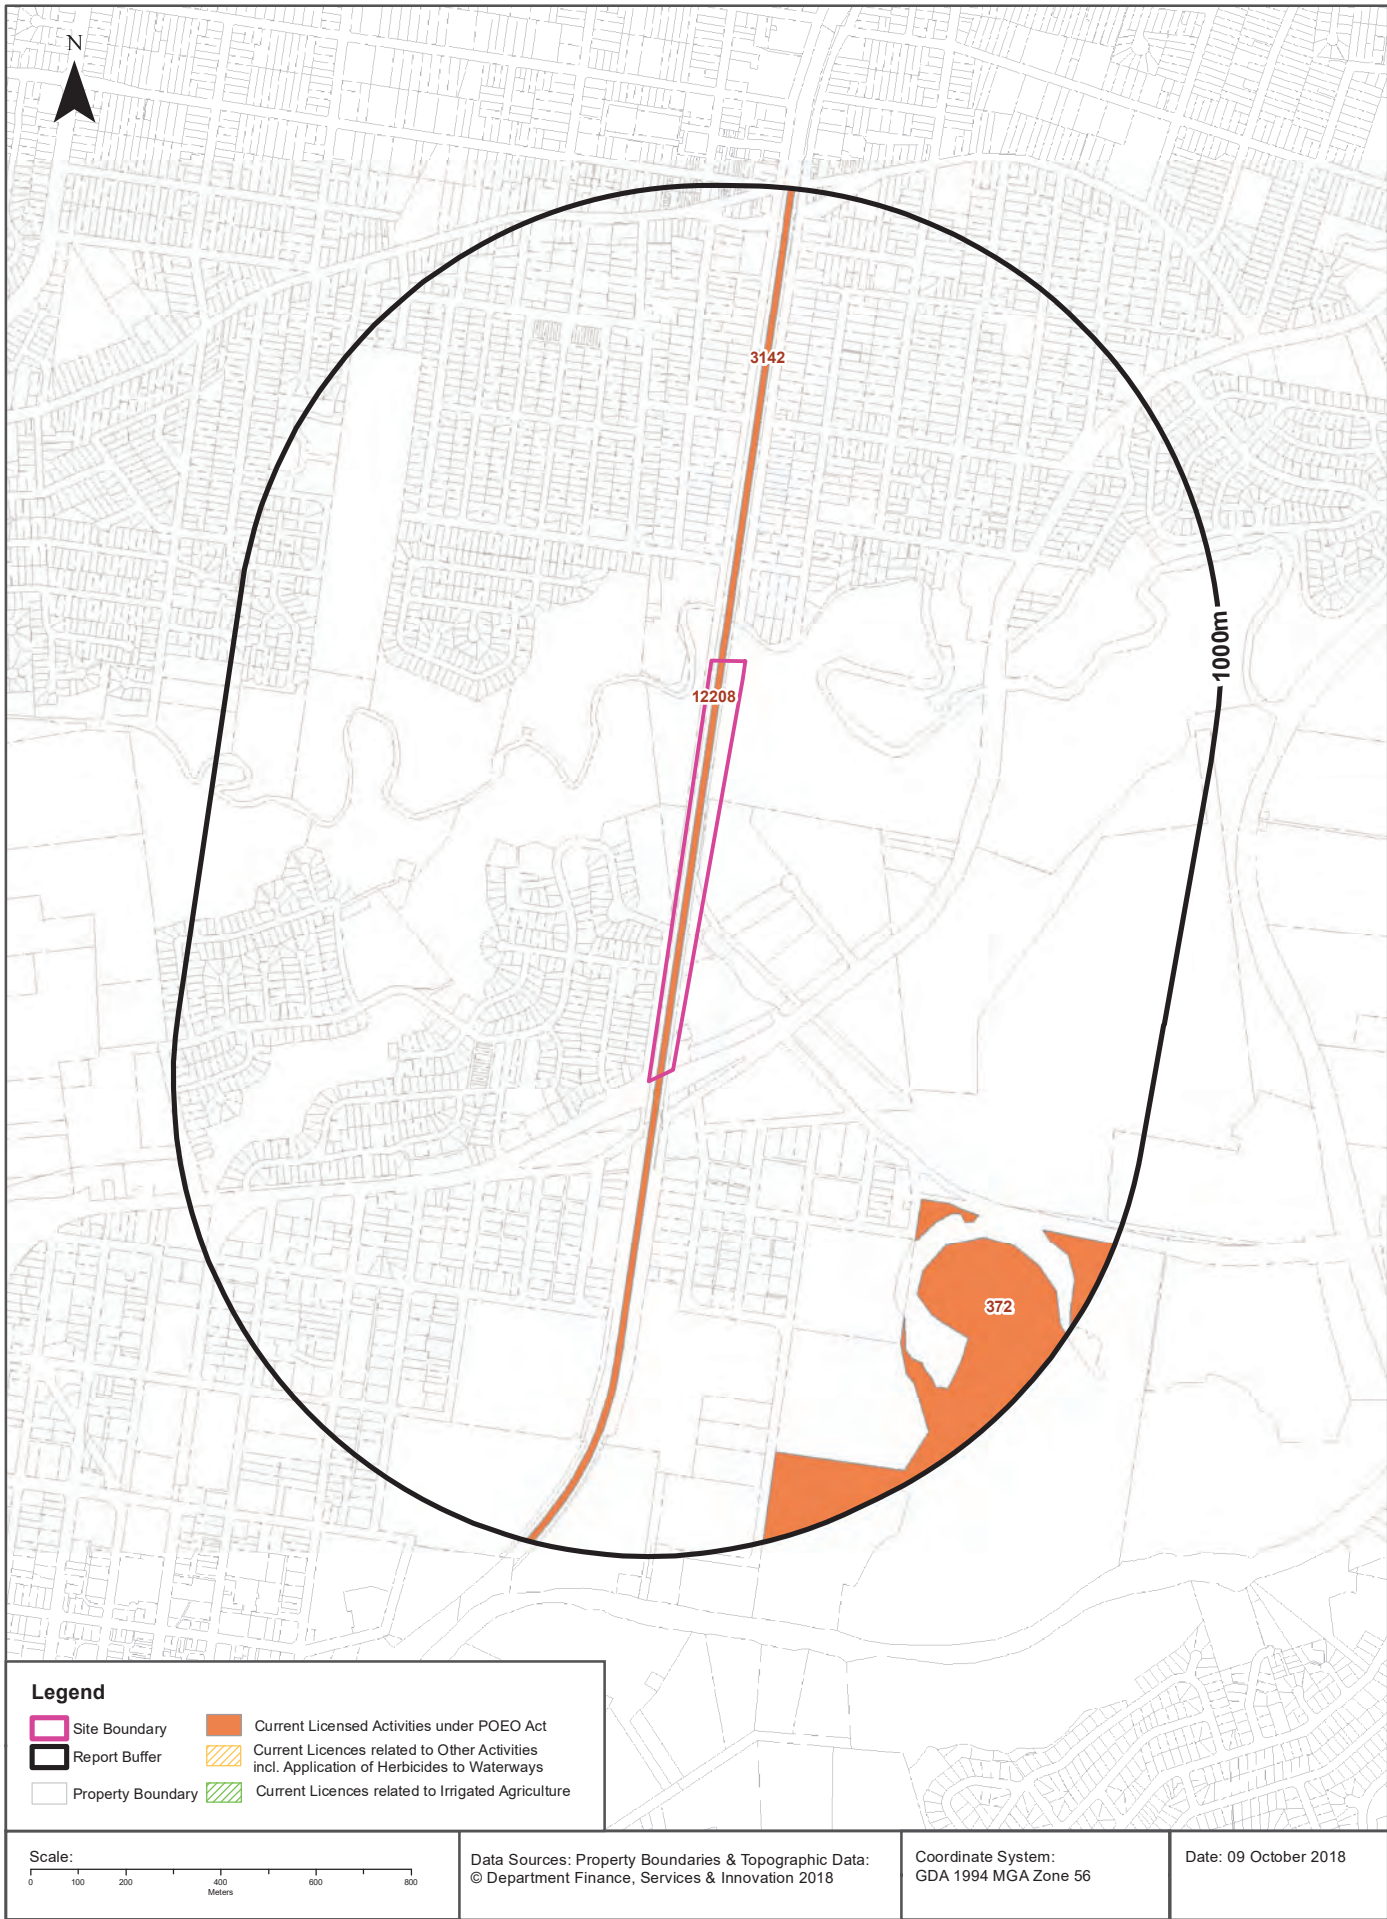 N
3142
1000m
12208
372
Legend
Site Boundary
Report Buffer
Property Boundary
Current Licensed Activities under POEO Act
Current Licences related to Other Activities
incl. Application of Herbicides to Waterways
Current Licences related to Irrigated Agriculture
Scale:
0 100 200 400 600 800
Meters
Data Sources: Property Boundaries & Topographic Data:
© Department Finance, Services & Innovation 2018
Coordinate System:
GDA 1994 MGA Zone 56
Date: 09 October 2018